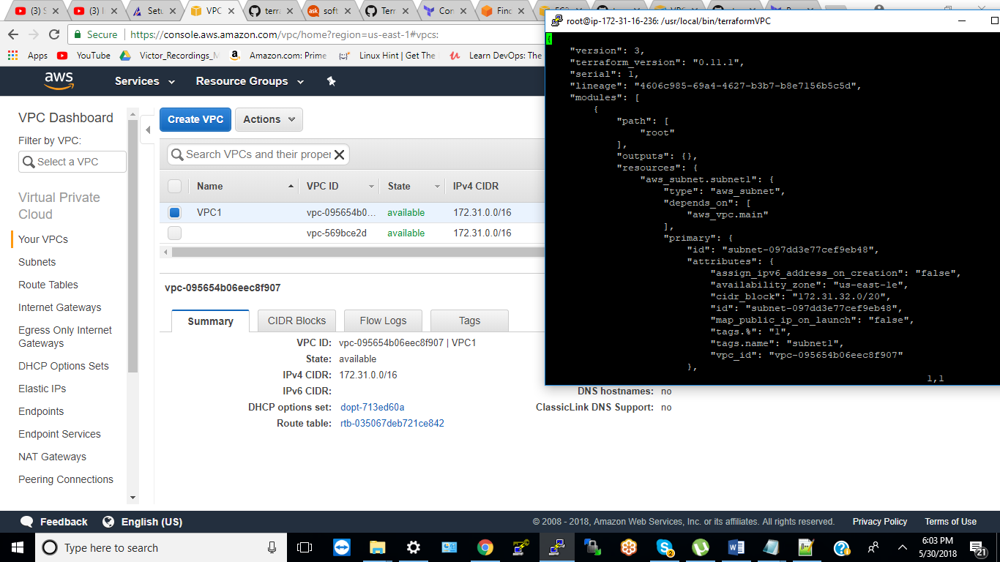 (3) S
(3) I
Setu
VPC
terra
soft
Terr
Con
Find
root@ip-172-31-16-236: /usr/local/bin/terraformVPC
Secure
https://console.aws.amazon.com/vpc/home?region=us-east-1#vpcs:
Apps
YouTube
Victor_Recordings_M
Amazon.com: Prime
Linux Hint | Get The
Learn DevOps: The
aws
Services
Resource Groups
VPC Dashboard
Filter by VPC:
Select a VPC
Virtual Private
Cloud
Your VPCs
Subnets
Route Tables
Internet Gateways
Egress Only Internet
Gateways
DHCP Options Sets
Elastic IPs
Endpoints
Endpoint Services
NAT Gateways
Peering Connections
Create VPC
Actions
Search VPCs and their proper
Name
VPC ID
State
IPv4 CIDR
VPC1
vpc-095654b0...
available
172.31.0.0/16
vpc-569bce2d
available
172.31.0.0/16
vpc-095654b06eec8f907
Summary
CIDR Blocks
Flow Logs
Tags
VPC ID: vpc-095654b06eec8f907 | VPC1
State: available
IPv4 CIDR: 172.31.0.0/16
IPv6 CIDR:
DHCP options set: dopt-713ed60a
Route table: rtb-035067deb721ce842
DNS hostnames: no
ClassicLink DNS Support: no
{
"version": 3,
"terraform_version": "0.11.1",
"serial": 1,
"lineage": "4606c985-69a4-4627-b3b7-b8e7156b5c5d",
"modules": [
{
"path": [
"root"
],
"outputs": {},
"resources": {
"aws_subnet.subnet1": {
"type": "aws_subnet",
"depends_on": [
"aws_vpc.main"
],
"primary": {
"id": "subnet-097dd3e77cef9eb48",
"attributes": {
"assign_ipv6_address_on_creation": "false",
"availability_zone": "us-east-1e",
"cidr_block": "172.31.32.0/20",
"id": "subnet-097dd3e77cef9eb48",
"map_public_ip_on_launch": "false",
"tags.%": "1",
"tags.name": "subnet1",
"vpc_id": "vpc-095654b06eec8f907"
},
1,1
Feedback
English (US)
© 2008 - 2018, Amazon Web Services, Inc. or its affiliates. All rights reserved.
Privacy Policy
Terms of Use
Type here to search
2
6:03 PM
5/30/2018
21